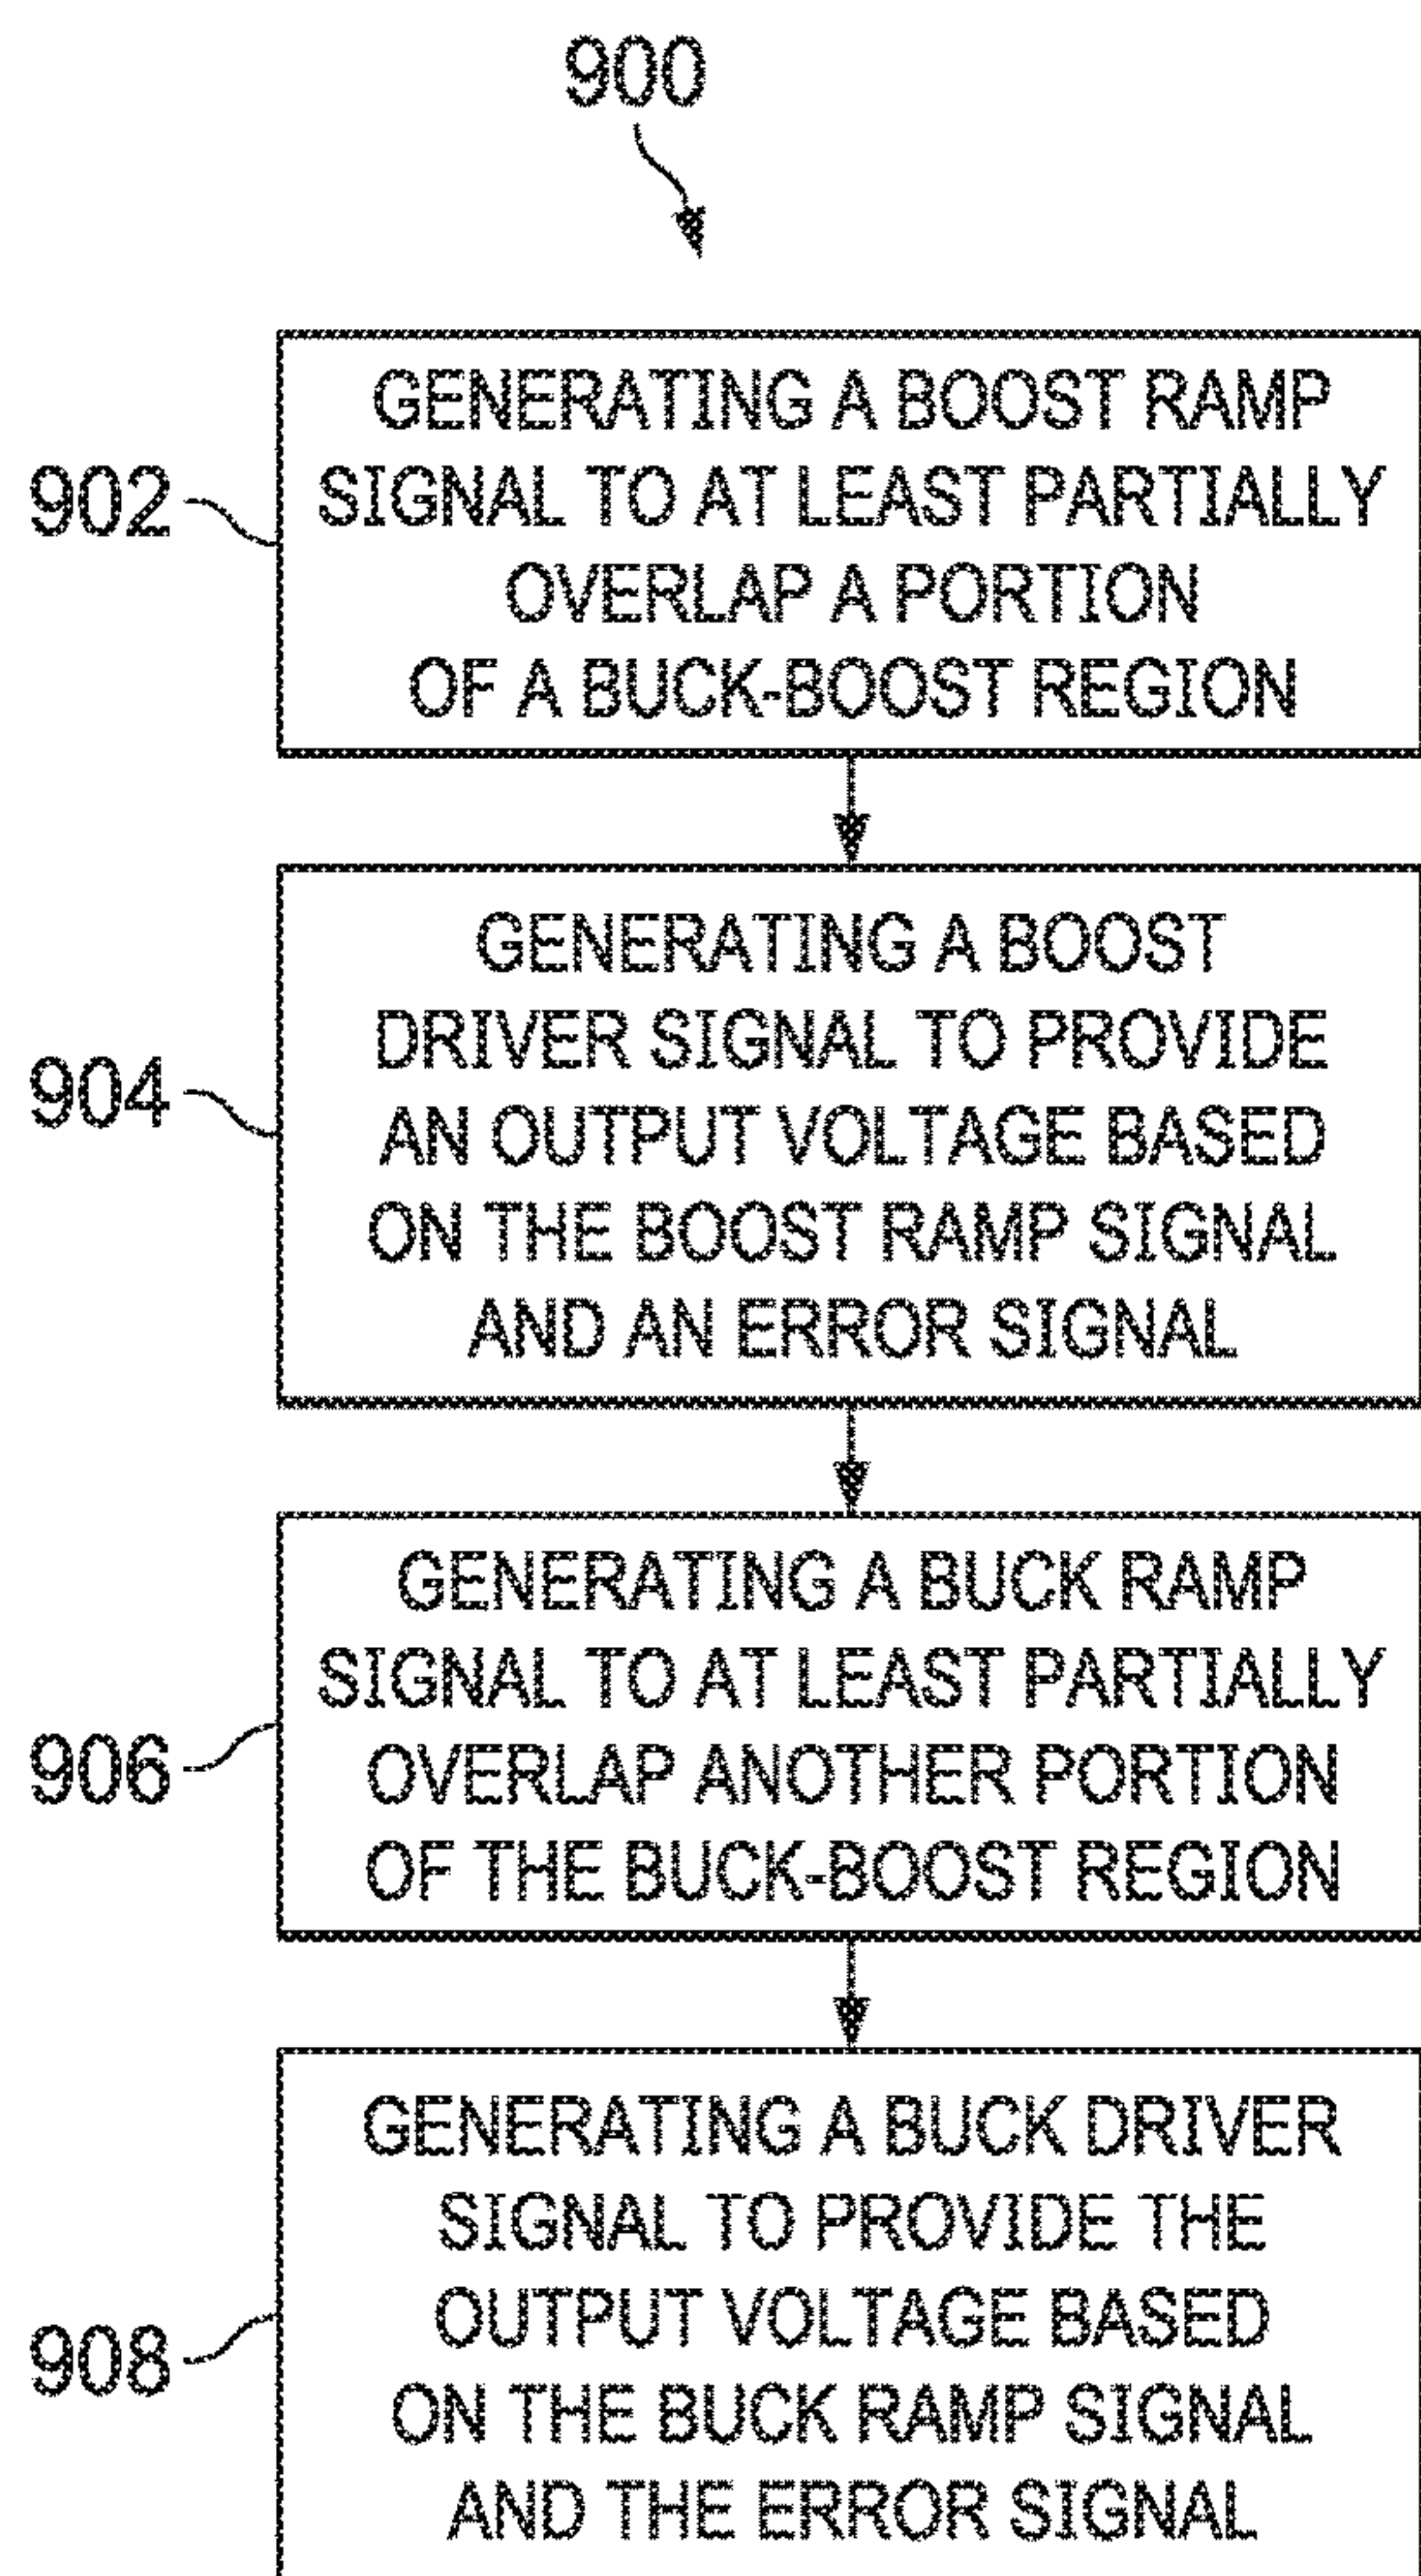 900
902
GENERATING A BOOST RAMP
SIGNAL TO AT LEAST PARTIALLY
OVERLAP A PORTION
OF A BUCK-BOOST REGION
904
GENERATING A BOOST
DRIVER SIGNAL TO PROVIDE
AN OUTPUT VOLTAGE BASED
ON THE BOOST RAMP SIGNAL
AND AN ERROR SIGNAL
906
GENERATING A BUCK RAMP
SIGNAL TO AT LEAST PARTIALLY
OVERLAP ANOTHER PORTION
OF THE BUCK-BOOST REGION
908
GENERATING A BUCK DRIVER
SIGNAL TO PROVIDE THE
OUTPUT VOLTAGE BASED
ON THE BUCK RAMP SIGNAL
AND THE ERROR SIGNAL